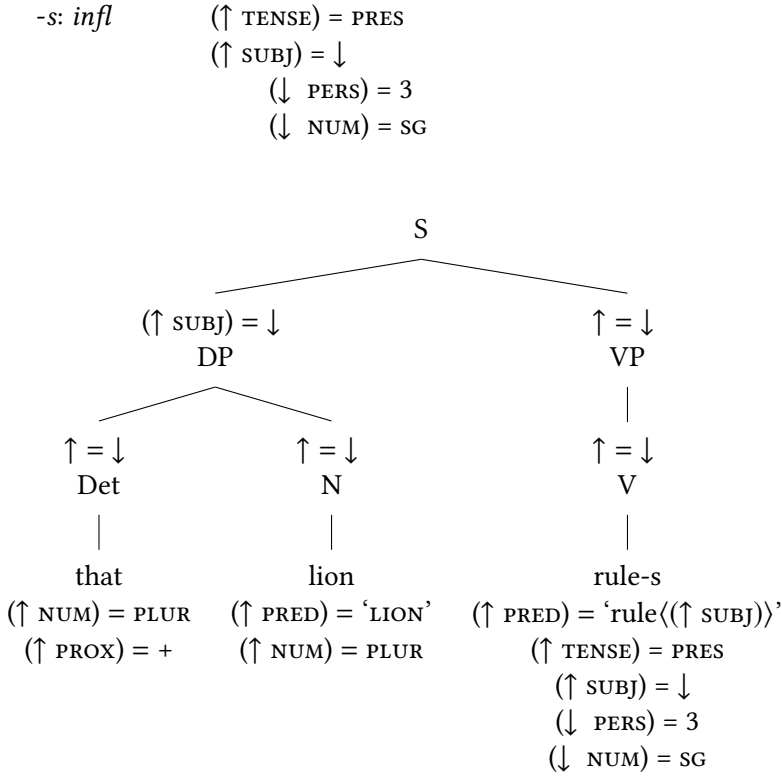 -s: infl (↑ TENSE) = PRES
(↑ SUBJ) = ↓
(↓ PERS) = 3
(↓ NUM) = SG
S
(↑ SUBJ) = ↓ ↑ = ↓
DP VP
↑ = ↓ ↑ = ↓ ↑ = ↓
Det N V
that lion rule-s
(↑ NUM) = PLUR (↑ PRED) = ‘LION’ (↑ PRED) = ‘rule⟨(↑ SUBJ)⟩’
(↑ PROX) = + (↑ NUM) = PLUR (↑ TENSE) = PRES
(↑ SUBJ) = ↓
(↓ PERS) = 3
(↓ NUM) = SG